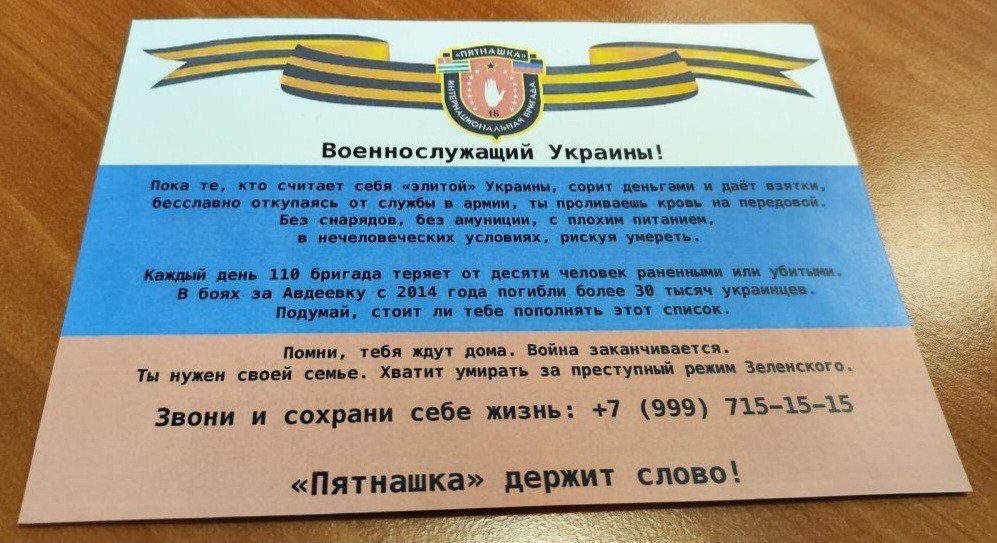 «ПЯТНАШКА»
ИНТЕРНАЦИОНАЛЬНАЯ БРИГАДА
15
Военнослужащий Украины!
Пока те, кто считает себя «элитой» Украины, сорит деньгами и даёт взятки,
бесславно откупаясь от службы в армии, ты проливаешь кровь на передовой.
Без снарядов, без амуниции, с плохим питанием,
в нечеловеческих условиях, рискуя умереть.
Каждый день 110 бригада теряет от десяти человек раненными или убитыми.
В боях за Авдеевку с 2014 года погибли более 30 тысяч украинцев.
Подумай, стоит ли тебе пополнять этот список.
Помни, тебя ждут дома. Война заканчивается.
Ты нужен своей семье. Хватит умирать за преступный режим Зеленского.
Звони и сохрани себе жизнь: +7 (999) 715-15-15
«Пятнашка» держит слово!